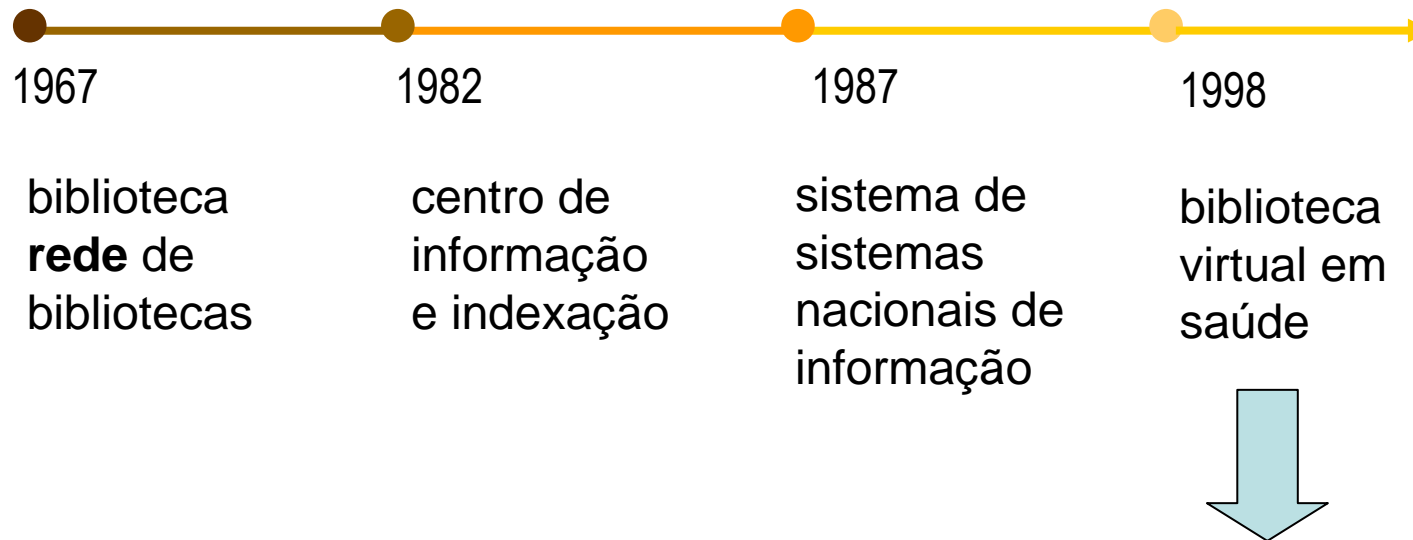 1967
1982
1987
1998
biblioteca
rede de
bibliotecas
centro de
informação
e indexação
sistema de
sistemas
nacionais de
informação
biblioteca
virtual em
saúde